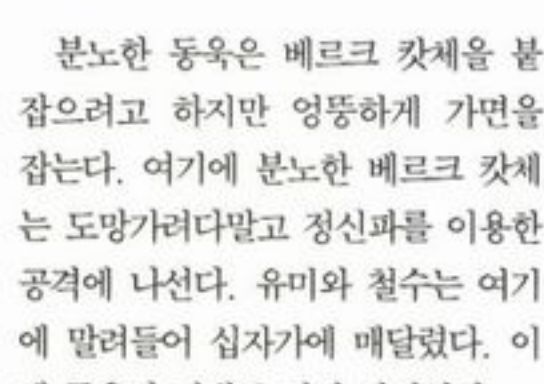 분노한 동욱은 베르크 캇체을 붙
잡으려고 하지만 엉뚱하게 가면을
잡는다. 여기에 분노한 베르크 캇체
는 도망가려다말고 정신파를 이용한
공격에 나선다. 유미와 철수는 여기
에 말려들어 십자가에 매달렸다. 이